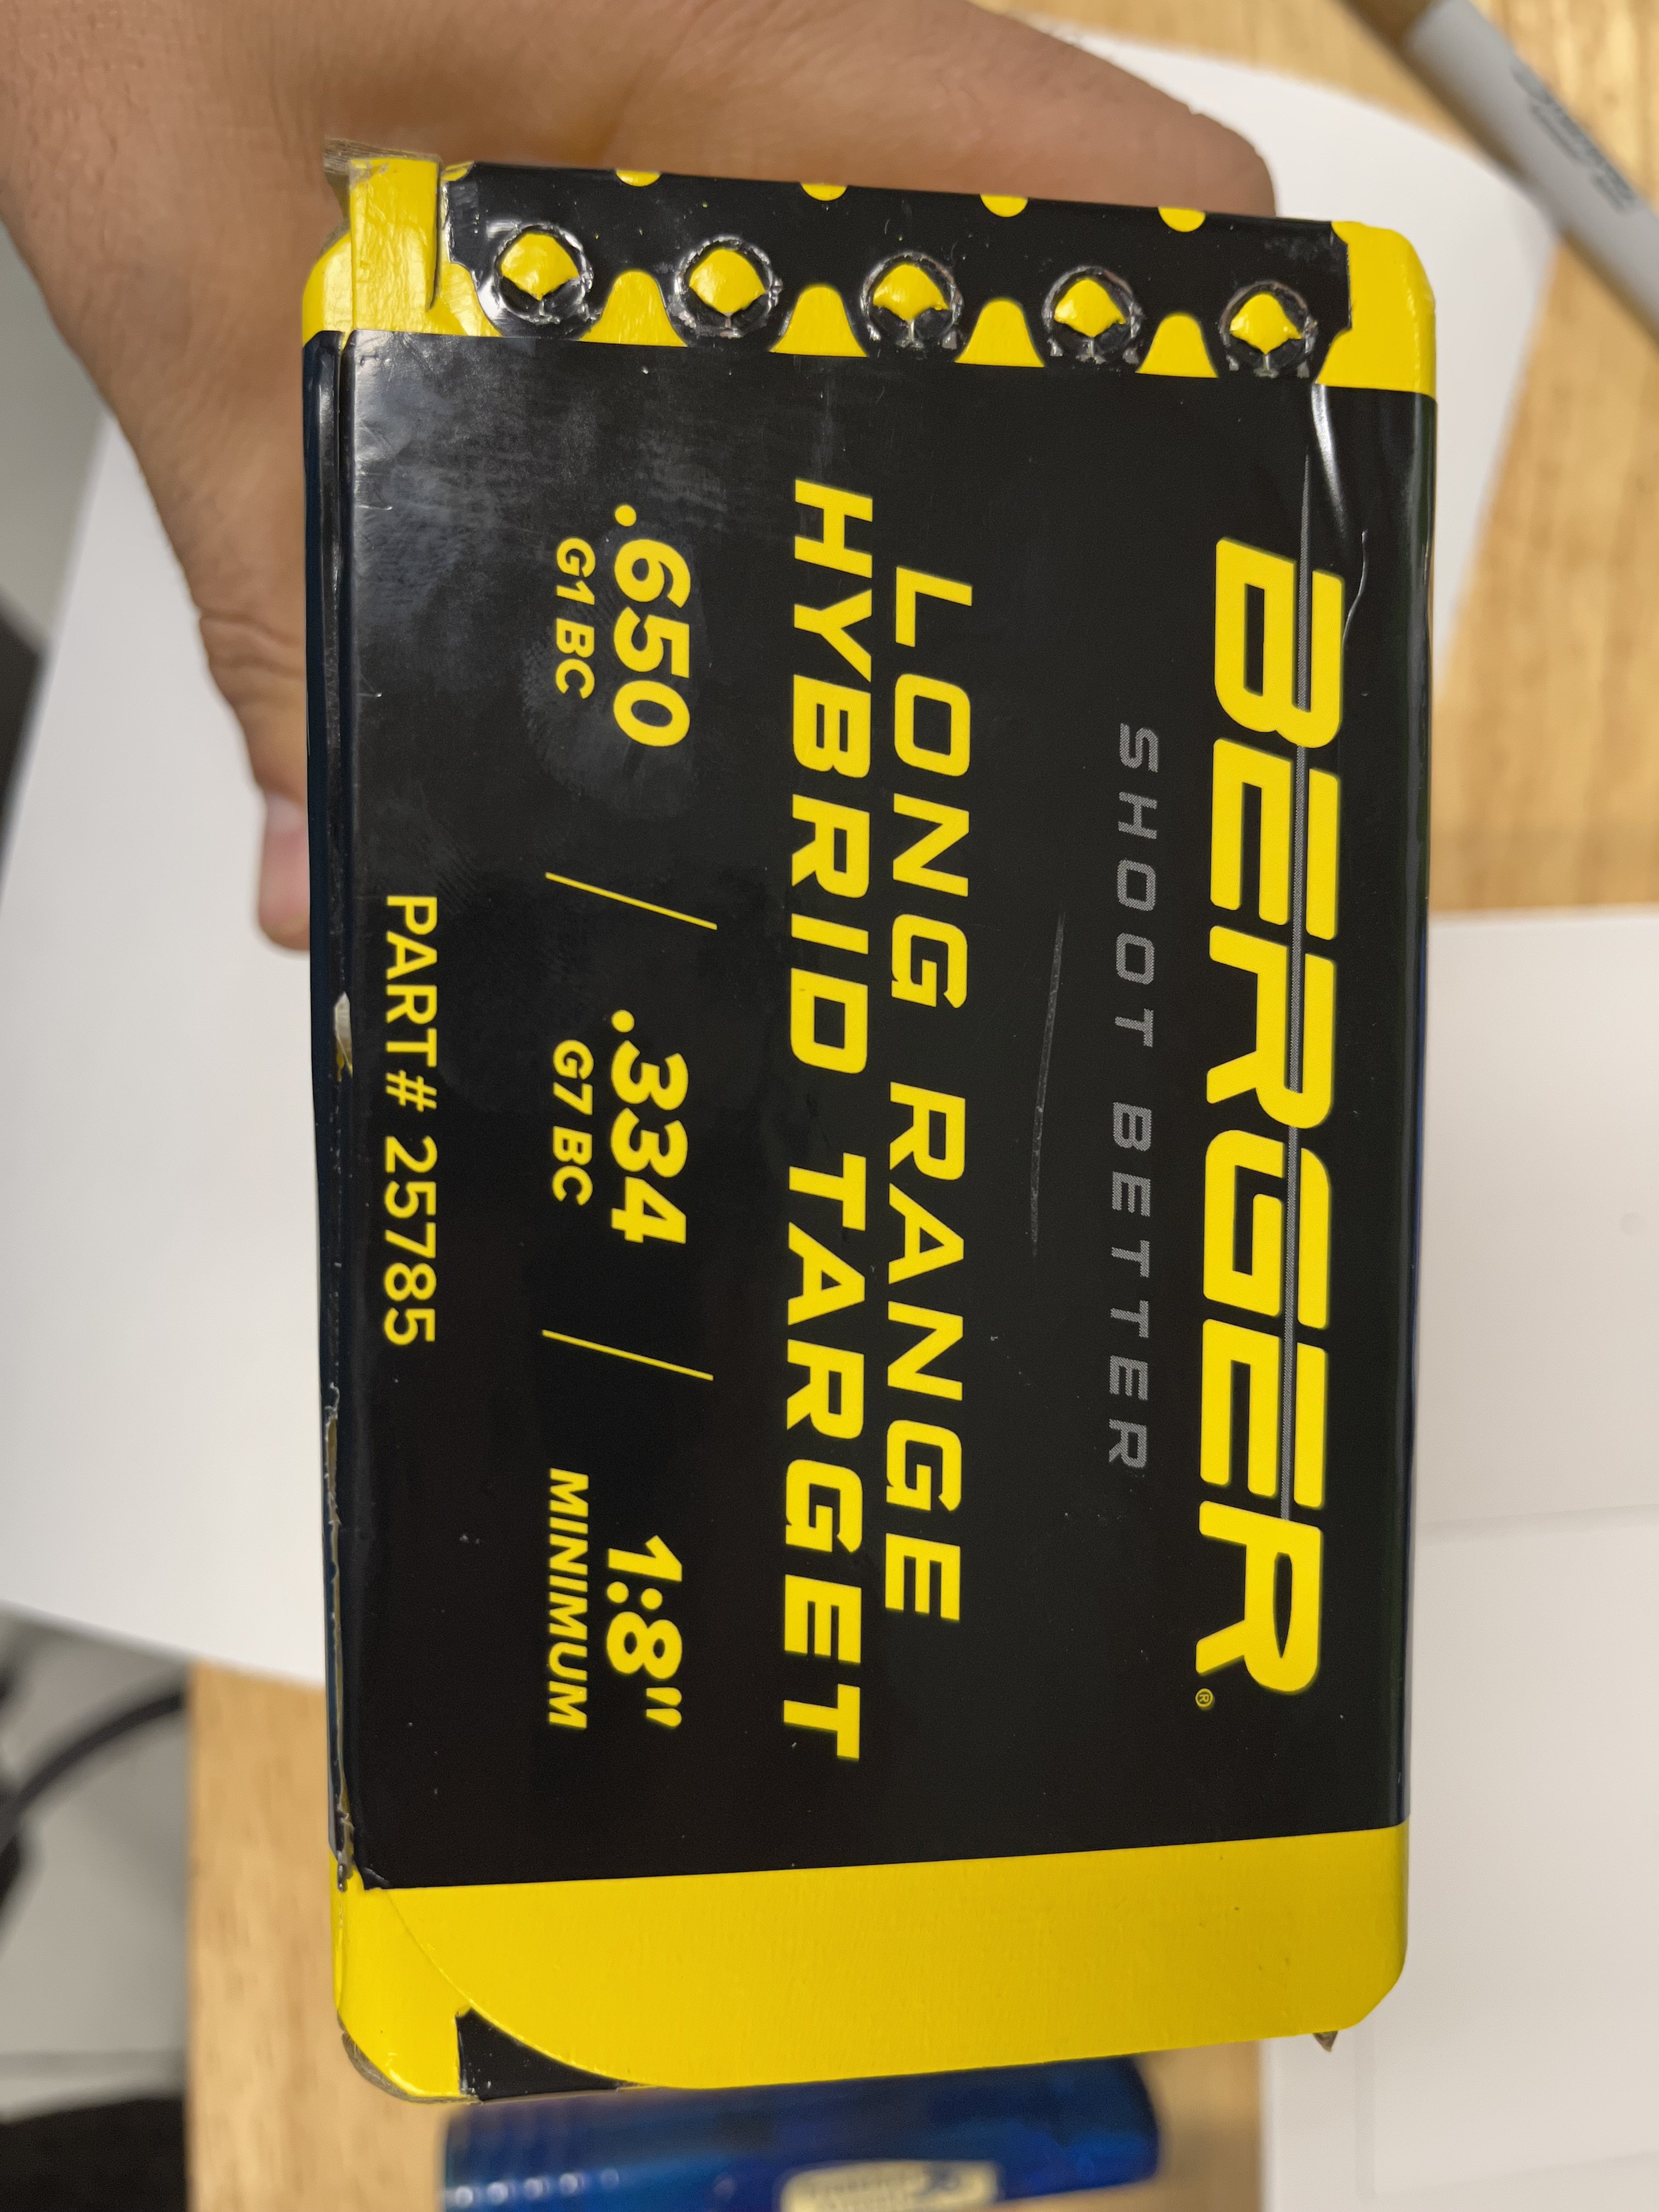 BERGER®
SHOOT BETTER
LONG RANGE
HYBRID TARGET
.650
G1 BC
.334
G7 BC
1:8"
MINIMUM
PART# 25785